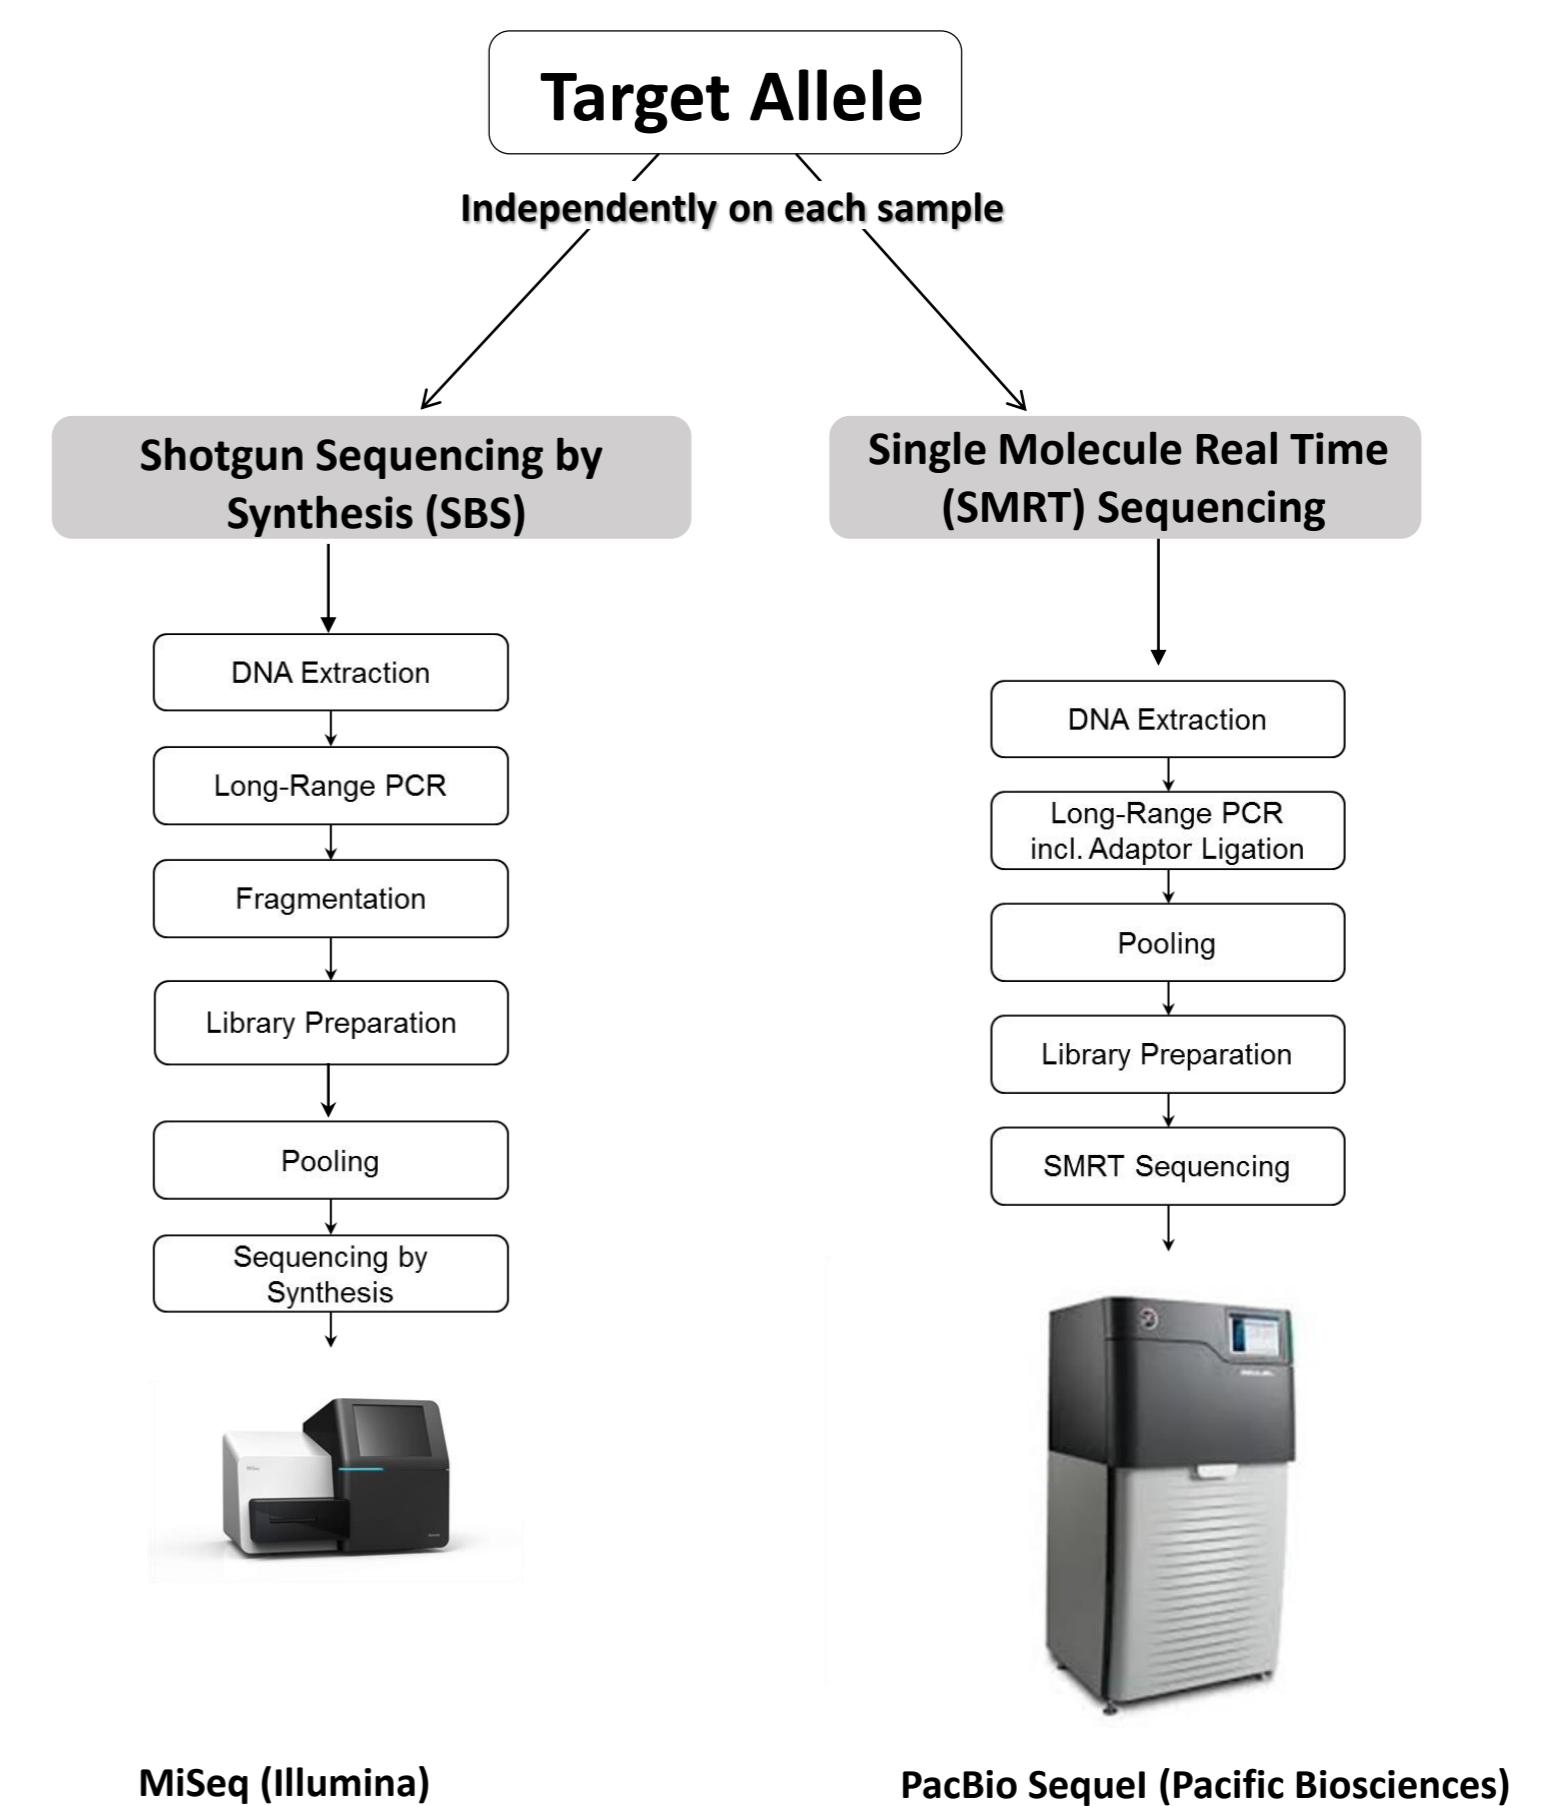 Target Allele
Independently on each sample
Shotgun Sequencing by
Synthesis (SBS)
DNA Extraction
Long-Range PCR
Fragmentation
Library Preparation
Pooling
Sequencing by
Synthesis
MiSeq (Illumina)
Single Molecule Real Time
(SMRT) Sequencing
DNA Extraction
Long-Range PCR
incl. Adaptor Ligation
Pooling
Library Preparation
SMRT Sequencing
PacBio Sequel (Pacific Biosciences)